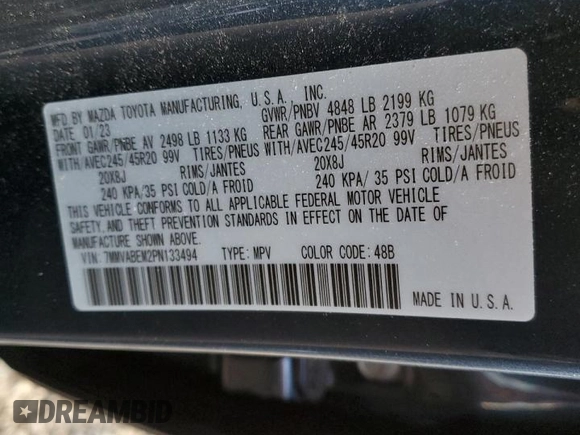 MFD. BY MAZDA TOYOTA MANUFACTURING, U.S.A., INC.
DATE 01/23 GVWR/PNBV 4848 LB 2199 KG
FRONT GAWR/PNBE AV 2498 LB 1133 KG REAR GAWR/PNBE AR 2379 LB 1079 KG
WITH/AVEC245/45R20 99V TIRES/PNEUS WITH/AVEC245/45R20 99V TIRES/PNEUS
20X8J RIMS/JANTES 20X8J RIMS/JANTES
240 KPA/35 PSI COLD/A FROID 240 KPA/ 35 PSI COLD/A FROID
THIS VEHICLE CONFORMS TO ALL APPLICABLE FEDERAL MOTOR VEHICLE
SAFETY, AND THEFT PREVENTION STANDARDS IN EFFECT ON THE DATE OF
MANUFACTURE SHOWN ABOVE.
VIN: 7MMVABEM2PN133494 TYPE: MPV COLOR CODE: 48B
MADE IN U.S.A.
DREAMBID